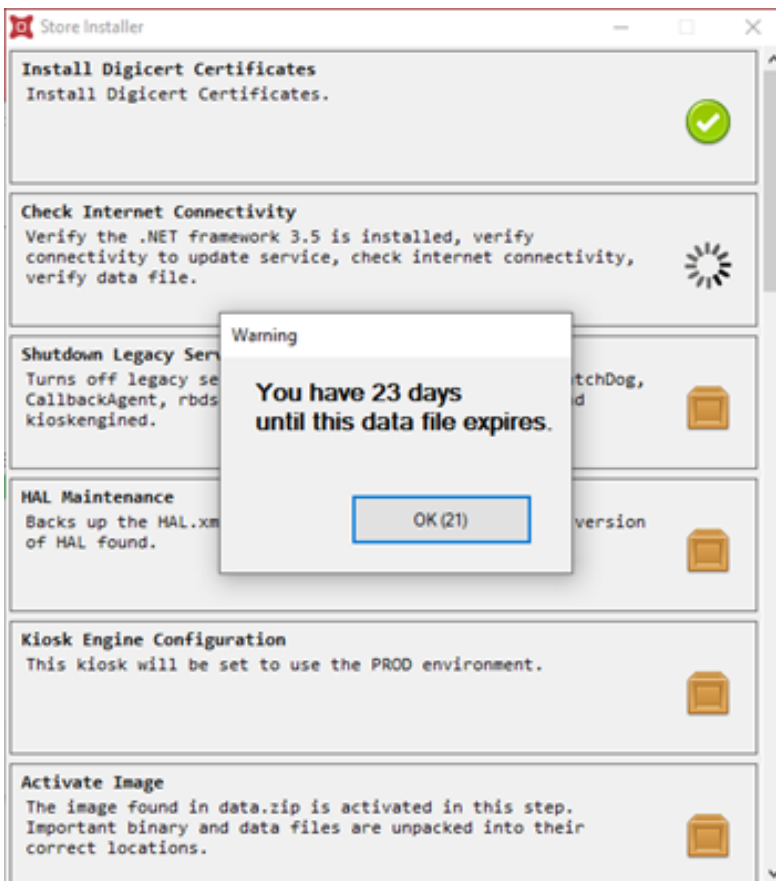 Store Installer
Install Digicert Certificates
Install Digicert Certificates.
Check Internet Connectivity
Verify the .NET framework 3.5 is installed, verify
connectivity to update service, check internet connectivity,
verify data file.
Warning
You have 23 days
until this data file expires.
OK (21)
Shutdown Legacy
Turns off legacy
tchDog,
CallbackAgent,
kioskengined.
HAL Maintenance
Backs up the
version
of HAL found.
Kiosk Engine Configuration
This kiosk will be set to use the PROD environment.
Activate Image
The image found in data.zip is activated in this step.
Important binary and data files are unpacked into their
correct locations.